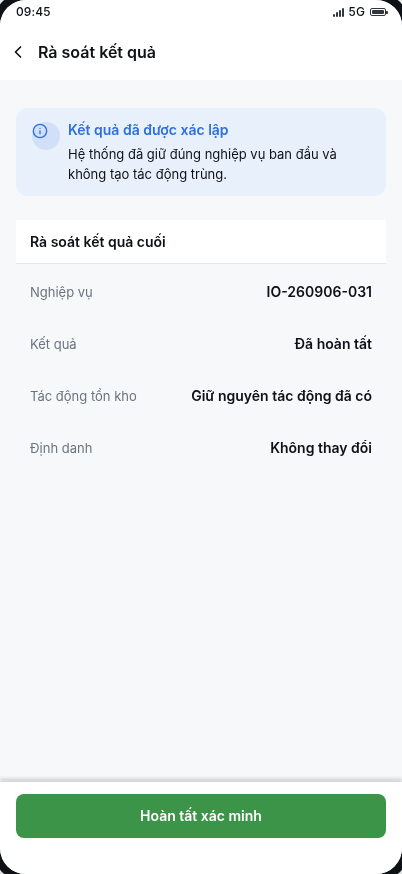 09:45 5G
Rà soát kết quả
Kết quả đã được xác lập
Hệ thống đã giữ đúng nghiệp vụ ban đầu và
không tạo tác động trùng.
Rà soát kết quả cuối
Nghiệp vụ IO-260906-031
Kết quả Đã hoàn tất
Tác động tồn kho Giữ nguyên tác động đã có
Định danh Không thay đổi
Hoàn tất xác minh